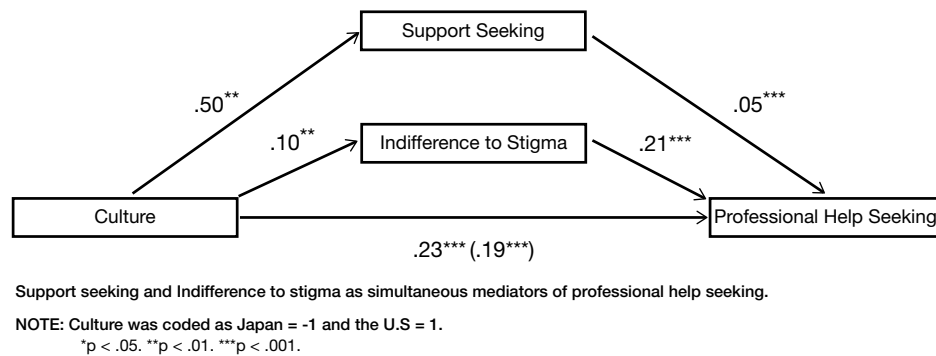 Support Seeking
.50**
.05***
.10**
Indifference to Stigma
.21***
Culture
Professional Help Seeking
.23*** (.19***)
Support seeking and Indifference to stigma as simultaneous mediators of professional help seeking.
NOTE: Culture was coded as Japan = -1 and the U.S = 1.
*p < .05. **p < .01. ***p < .001.